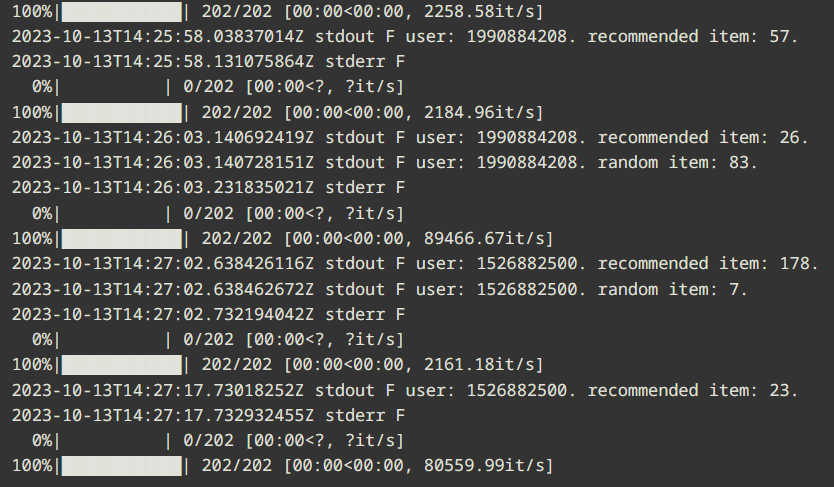 100%|██████████| 202/202 [00:00<00:00, 2258.58it/s]
2023-10-13T14:25:58.03837014Z stdout F user: 1990884208. recommended item: 57.
2023-10-13T14:25:58.131075864Z stderr F
  0%|          | 0/202 [00:00<?, ?it/s]
100%|██████████| 202/202 [00:00<00:00, 2184.96it/s]
2023-10-13T14:26:03.140692419Z stdout F user: 1990884208. recommended item: 26.
2023-10-13T14:26:03.140728151Z stdout F user: 1990884208. random item: 83.
2023-10-13T14:26:03.231835021Z stderr F
  0%|          | 0/202 [00:00<?, ?it/s]
100%|██████████| 202/202 [00:00<00:00, 89466.67it/s]
2023-10-13T14:27:02.638426116Z stdout F user: 1526882500. recommended item: 178.
2023-10-13T14:27:02.638462672Z stdout F user: 1526882500. random item: 7.
2023-10-13T14:27:02.732194042Z stderr F
  0%|          | 0/202 [00:00<?, ?it/s]
100%|██████████| 202/202 [00:00<00:00, 2161.18it/s]
2023-10-13T14:27:17.73018252Z stdout F user: 1526882500. recommended item: 23.
2023-10-13T14:27:17.732932455Z stderr F
  0%|          | 0/202 [00:00<?, ?it/s]
100%|██████████| 202/202 [00:00<00:00, 80559.99it/s]